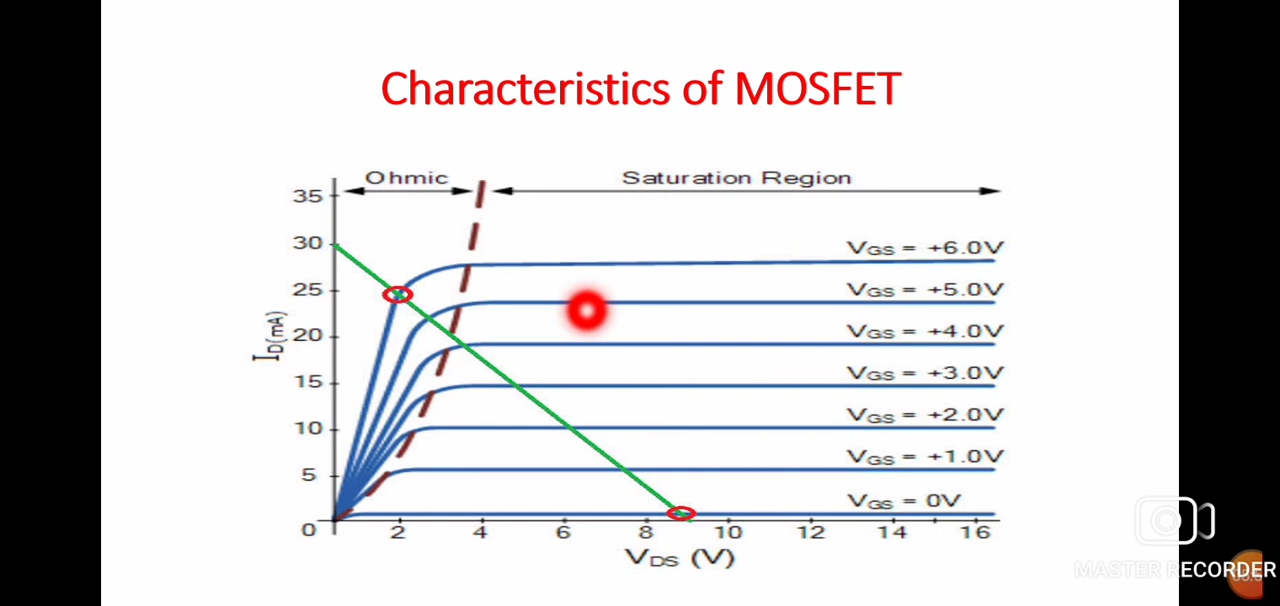 Characteristics of MOSFET
Ohmic
Saturation Region
35
30
25
20
15
10
5
0
ID(mA)
VGS = +6.0V
VGS = +5.0V
VGS = +4.0V
VGS = +3.0V
VGS = +2.0V
VGS = +1.0V
VGS = 0V
2 4 6 8 10 12 14 16
VDS (V)
MASTER RECORDER